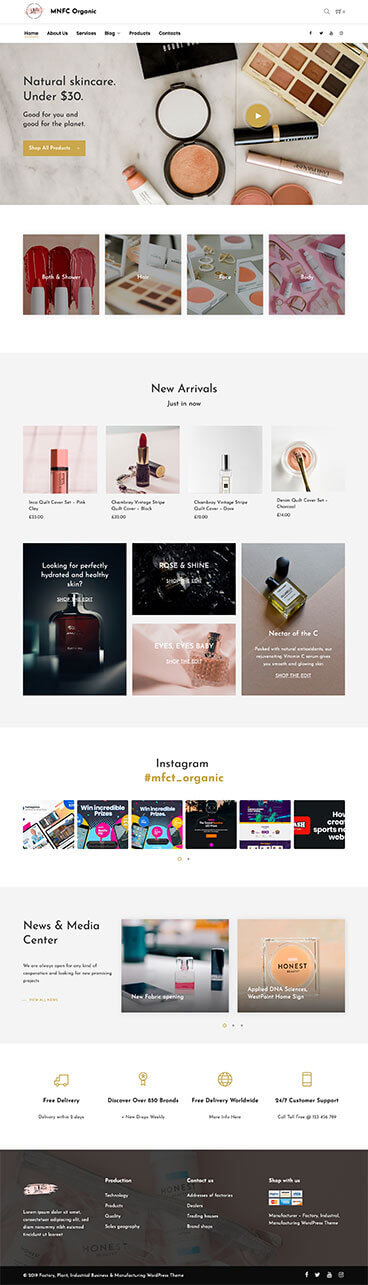 MNFC Organic
Home About Us Services Blog Products Contacts
Natural skincare.
Under $30.
Good for you and
good for the planet.
Shop All Products
Bath & Shower
Hair
Face
Body
New Arrivals
Just in now
Inca Quilt Cover Set – Pink
Clay
£25.00
Chambray Vintage Stripe
Quilt Cover – Black
£20.00
Chambray Vintage Stripe
Quilt Cover – Dove
Denim Quilt Cover Set –
Charcoal
£14.00
Looking for perfectly
hydrated and healthy
skin?
SHOP THE EDIT
ROSE & SHINE
SHOP THE EDIT
EYES, EYES BABY
SHOP THE EDIT
Nectar of the C
Packed with natural antioxidants, our
rejuvenating Vitamin C serum gives
you smooth and glowing skin
SHOP THE EDIT
Instagram
#mfct_organic
Win incredible
Prizes.
Win incredible
Prizes.
How
creat
sports no
web
News & Media
Center
We are always open for any kind of
cooperation and looking for new promising
projects
VIEW ALL NEWS
New Fabric opening
HONEST
BEAUTY
Applied DNA Sciences,
WestPoint Home Sign
Free Delivery
Delivery within 2 days
Discover Over 850 Brands
+ New Drops Weekly
Free Delivery Worldwide
More Info Here
24/7 Customer Support
Call Toll Free @ 123 456 789
Lorem ipsum dolor sit amet,
consectetuer adipiscing elit, sed
diam nonummy nibh euismod
tincidunt ut laoreet
Production
Technology
Products
Quality
Sales geography
Contact us
Addresses of factories
Dealers
Trading houses
Brand shops
Shop with us
Manufacturer – Factory, Industrial,
Manufacturing WordPress Theme
© 2019 Factory, Plant, Industrial Business & Manufacturing WordPress Theme